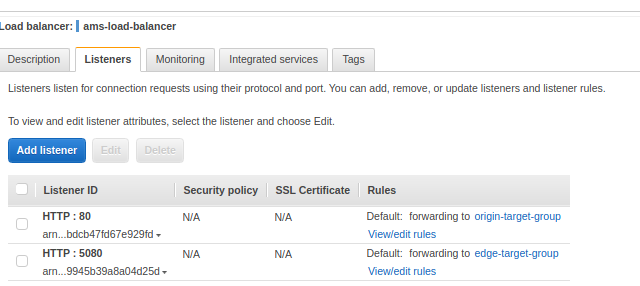 Load balancer: ams-load-balancer
Description Listeners Monitoring Integrated services Tags
Listeners listen for connection requests using their protocol and port. You can add, remove, or update listeners and listener rules.
To view and edit listener attributes, select the listener and choose Edit.
Add listener Edit Delete
Listener ID Security policy SSL Certificate Rules
HTTP : 80 N/A N/A Default: forwarding to origin-target-group
arn...bdcb47fd67e929fd View/edit rules
HTTP : 5080 N/A N/A Default: forwarding to edge-target-group
arn...9945b39a8a04d25d View/edit rules